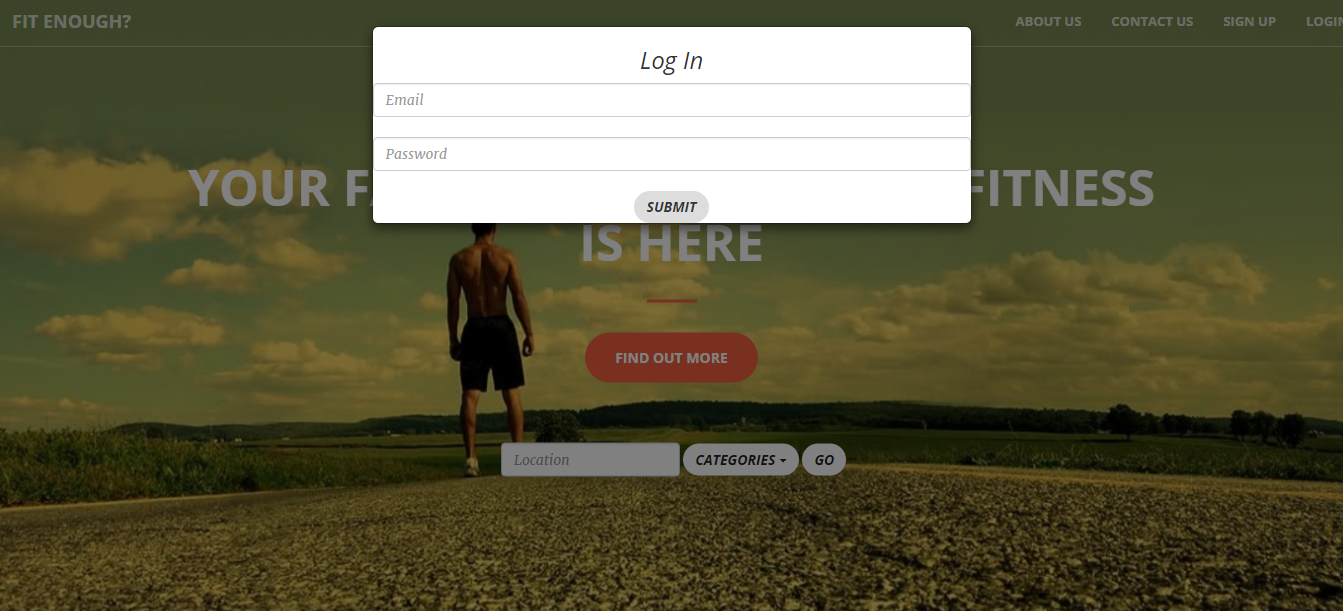 FIT ENOUGH?
ABOUT US
CONTACT US
SIGN UP
LOGIN
Log In
Email
Password
SUBMIT
YOUR FITNESS
IS HERE
FIND OUT MORE
Location
CATEGORIES
GO